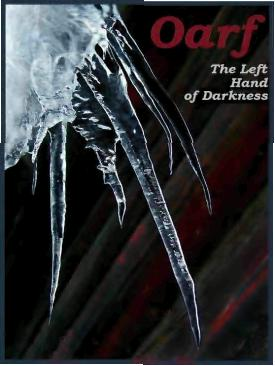 Oarf
The Left
Hand
of Darkness